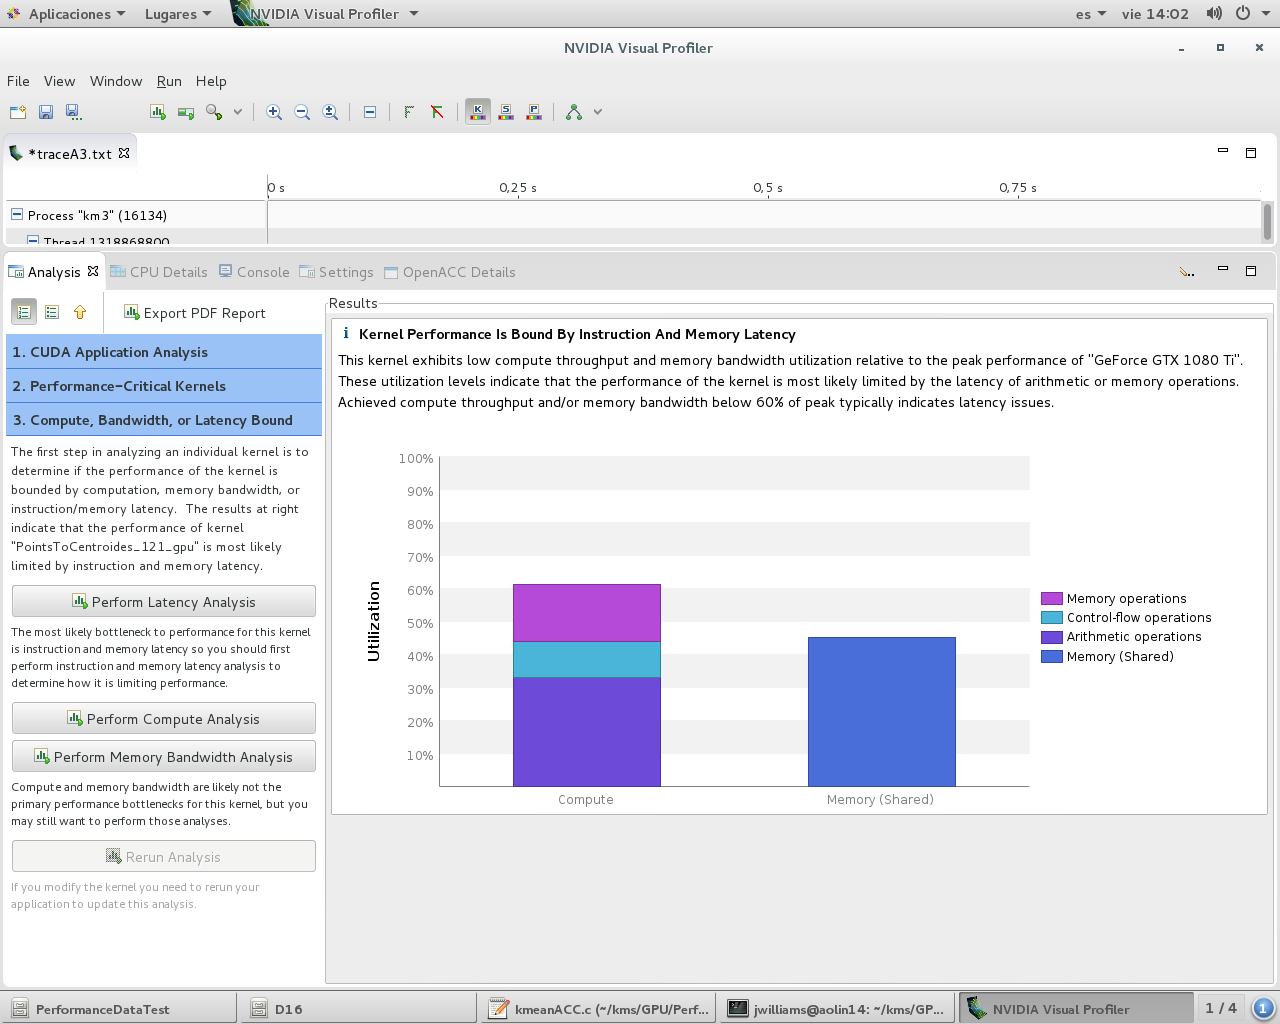 Aplicaciones Lugares NVIDIA Visual Profiler es vie 14:02
NVIDIA Visual Profiler
File View Window Run Help
K S P
*traceA3.txt
0 s 0,25 s 0,5 s 0,75 s
Process "km3" (16134)
Thread 1318868800
Analysis CPU Details Console Settings OpenACC Details
Export PDF Report
1. CUDA Application Analysis
2. Performance-Critical Kernels
3. Compute, Bandwidth, or Latency Bound
The first step in analyzing an individual kernel is to
determine if the performance of the kernel is
bounded by computation, memory bandwidth, or
instruction/memory latency. The results at right
indicate that the performance of kernel
"PointsToCentroides_121_gpu" is most likely
limited by instruction and memory latency.
Perform Latency Analysis
The most likely bottleneck to performance for this kernel
is instruction and memory latency so you should first
perform instruction and memory latency analysis to
determine how it is limiting performance.
Perform Compute Analysis
Perform Memory Bandwidth Analysis
Compute and memory bandwidth are likely not the
primary performance bottlenecks for this kernel, but you
may still want to perform those analyses.
Rerun Analysis
If you modify the kernel you need to rerun your
application to update this analysis.
Results
i Kernel Performance Is Bound By Instruction And Memory Latency
This kernel exhibits low compute throughput and memory bandwidth utilization relative to the peak performance of "GeForce GTX 1080 Ti".
These utilization levels indicate that the performance of the kernel is most likely limited by the latency of arithmetic or memory operations.
Achieved compute throughput and/or memory bandwidth below 60% of peak typically indicates latency issues.
Utilization
100%
90%
80%
70%
60%
50%
40%
30%
20%
10%
Compute Memory (Shared)
Memory operations
Control-flow operations
Arithmetic operations
Memory (Shared)
PerformanceDataTest D16 kmeanACC.c (~/kms/GPU/Perf... jwilliams@aolin14: ~/kms/GP... NVIDIA Visual Profiler 1 / 4 1